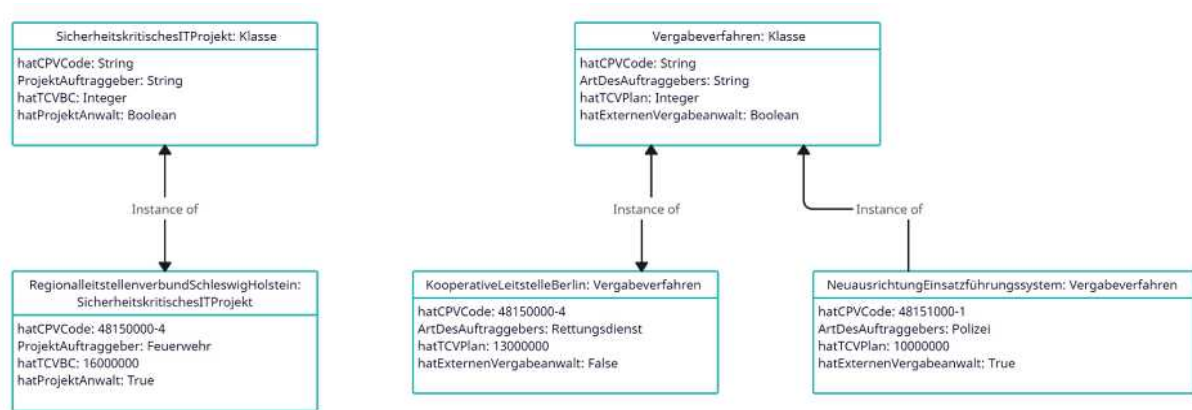 SicherheitskritischesITProjekt: Klasse
hatCPVCode: String
ProjektAuftraggeber: String
hatTCVBC: Integer
hatProjektAnwalt: Boolean
Vergabeverfahren: Klasse
hatCPVCode: String
ArtDesAuftraggebers: String
hatTCVPlan: Integer
hatExternenVergabeanwalt: Boolean
Instance of
Instance of
Instance of
RegionalleitstellenverbundSchleswigHolstein:
SicherheitskritischesITProjekt
hatCPVCode: 48150000-4
ProjektAuftraggeber: Feuerwehr
hatTCVBC: 16000000
hatProjektAnwalt: True
KooperativeLeitstelleBerlin: Vergabeverfahren
hatCPVCode: 48150000-4
ArtDesAuftraggebers: Rettungsdienst
hatTCVPlan: 13000000
hatExternenVergabeanwalt: False
NeuausrichtungEinsatzführungssystem: Vergabeverfahren
hatCPVCode: 48151000-1
ArtDesAuftraggebers: Polizei
hatTCVPlan: 10000000
hatExternenVergabeanwalt: True